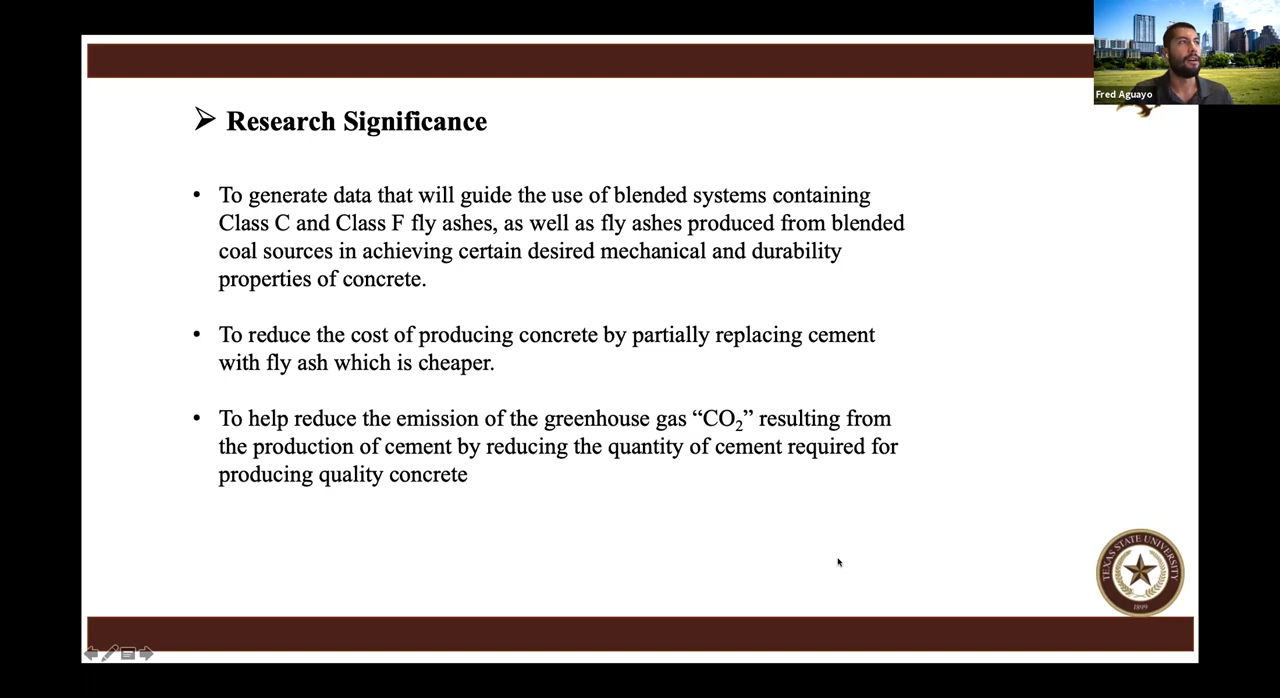 Fred Aguayo
➢ Research Significance
• To generate data that will guide the use of blended systems containing
Class C and Class F fly ashes, as well as fly ashes produced from blended
coal sources in achieving certain desired mechanical and durability
properties of concrete.
• To reduce the cost of producing concrete by partially replacing cement
with fly ash which is cheaper.
• To help reduce the emission of the greenhouse gas “CO₂” resulting from
the production of cement by reducing the quantity of cement required for
producing quality concrete
TEXAS STATE UNIVERSITY
1899